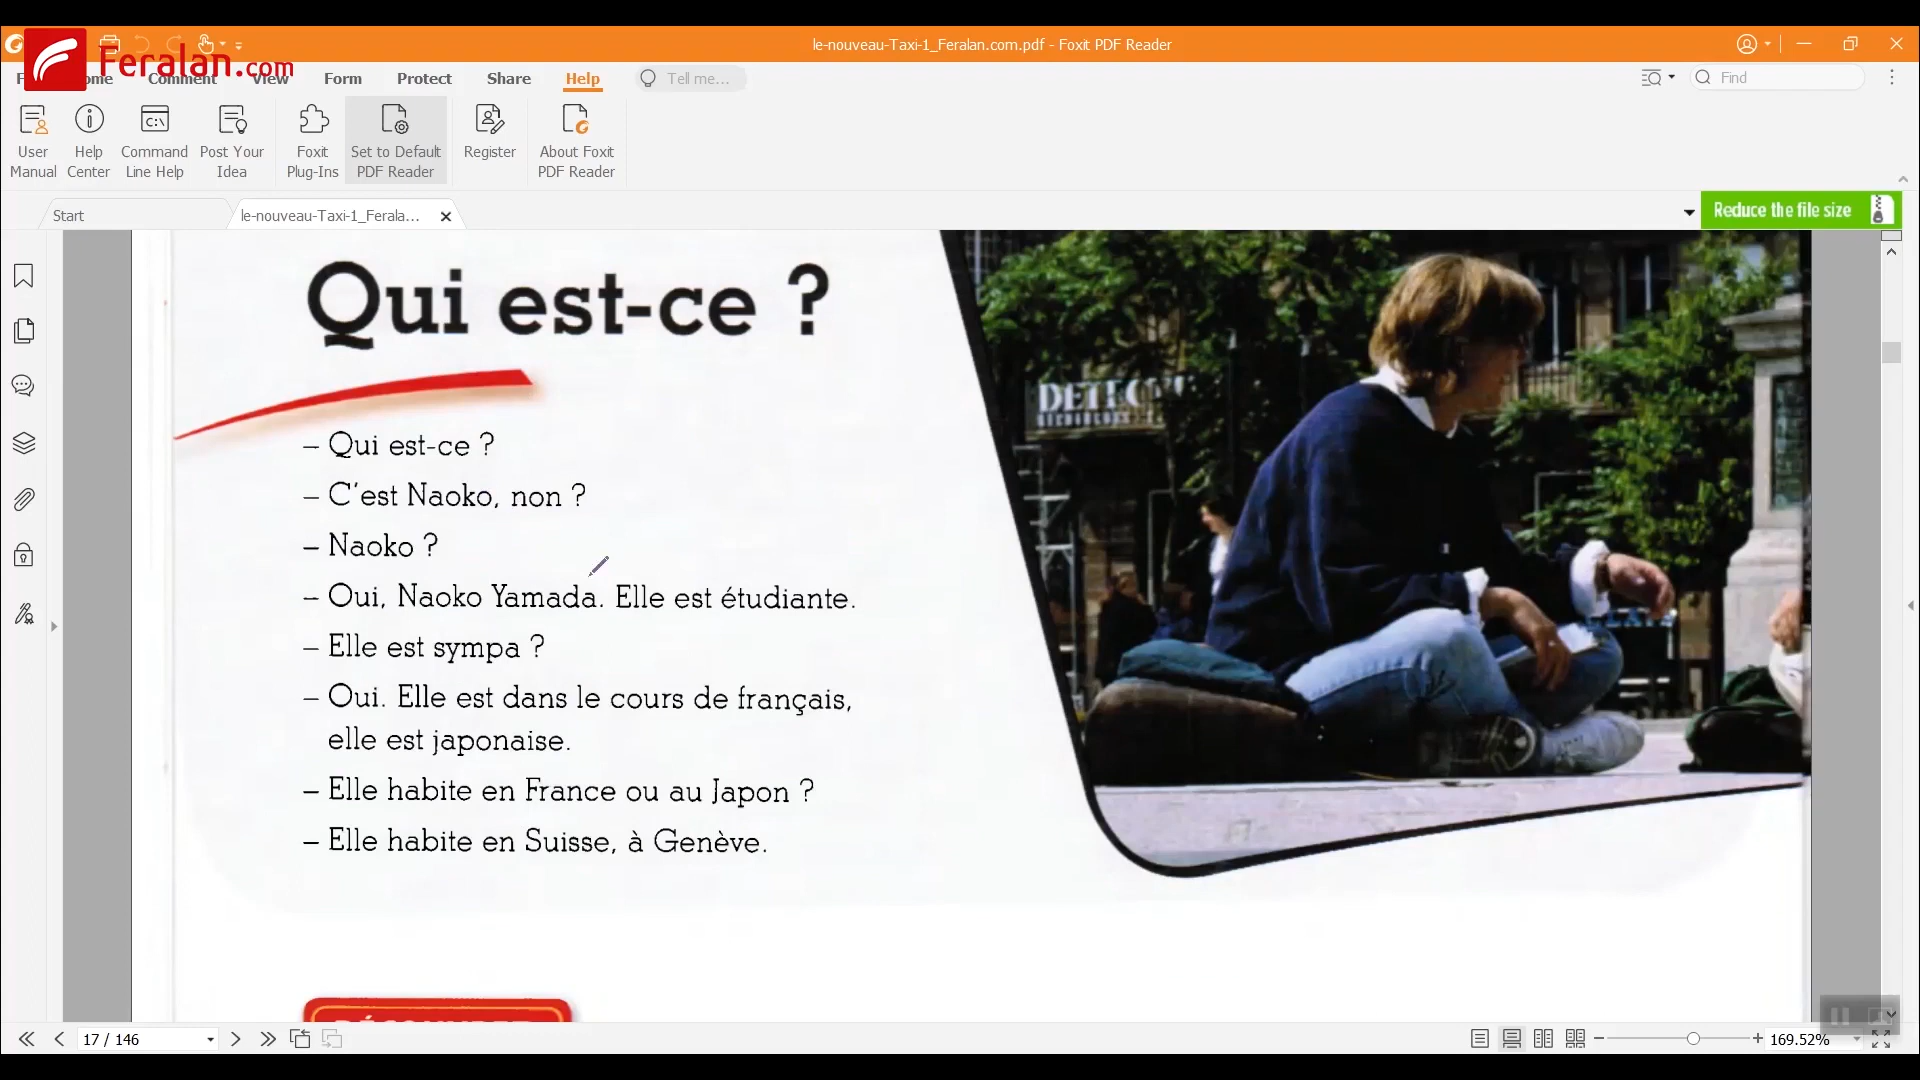 le-nouveau-Taxi-1_Feralan.com.pdf - Foxit PDF Reader
Feralan.com
Comment View Form Protect Share Help Tell me... Find
User Manual
Help Center
Command Line Help
Post Your Idea
Foxit Plug-Ins
Set to Default PDF Reader
Register
About Foxit PDF Reader
Start
le-nouveau-Taxi-1_Ferala...
Reduce the file size
Qui est-ce ?
– Qui est-ce ?
– C'est Naoko, non ?
– Naoko ?
– Oui, Naoko Yamada. Elle est étudiante.
– Elle est sympa ?
– Oui. Elle est dans le cours de français,
elle est japonaise.
– Elle habite en France ou au Japon ?
– Elle habite en Suisse, à Genève.
17 / 146
169.52%